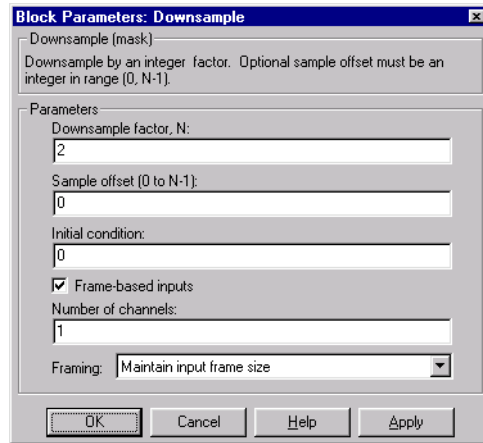 Block Parameters: Downsample
Downsample (mask)
Downsample by an integer factor. Optional sample offset must be an
integer in range (0, N-1).
Parameters
Downsample factor, N:
2
Sample offset (0 to N-1):
0
Initial condition:
0
Frame-based inputs
Number of channels:
1
Framing: Maintain input frame size
OK Cancel Help Apply